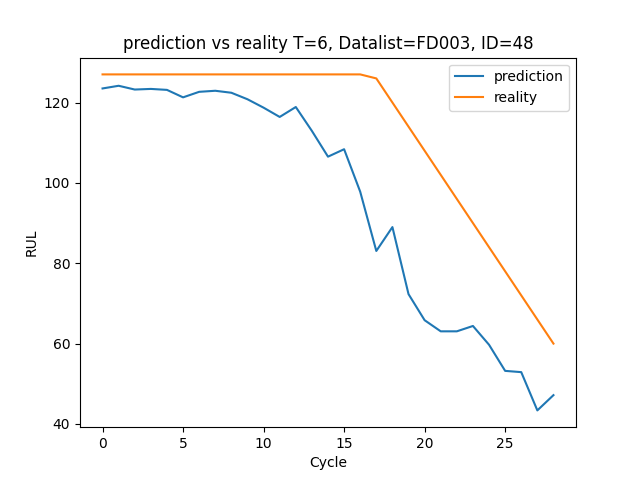 prediction vs reality T=6, Datalist=FD003, ID=48
prediction
reality
RUL
120
100
80
60
40
0 5 10 15 20 25
Cycle